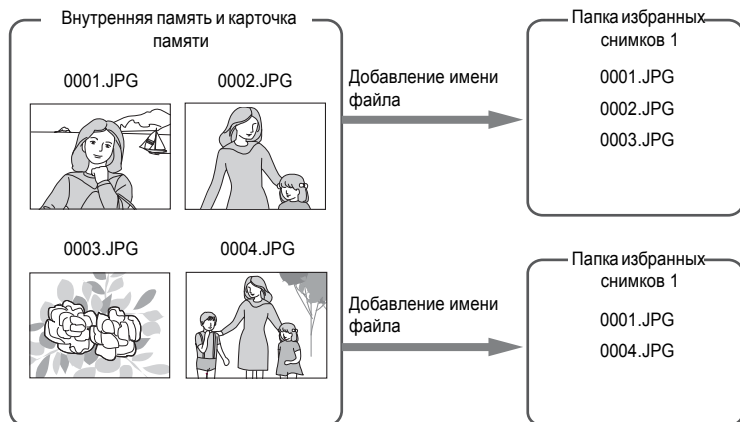 Внутренняя память и карточка
памяти
0001.JPG
0002.JPG
0003.JPG
0004.JPG
Добавление имени
файла
Папка избранных
снимков 1
0001.JPG
0002.JPG
0003.JPG
Добавление имени
файла
Папка избранных
снимков 1
0001.JPG
0004.JPG